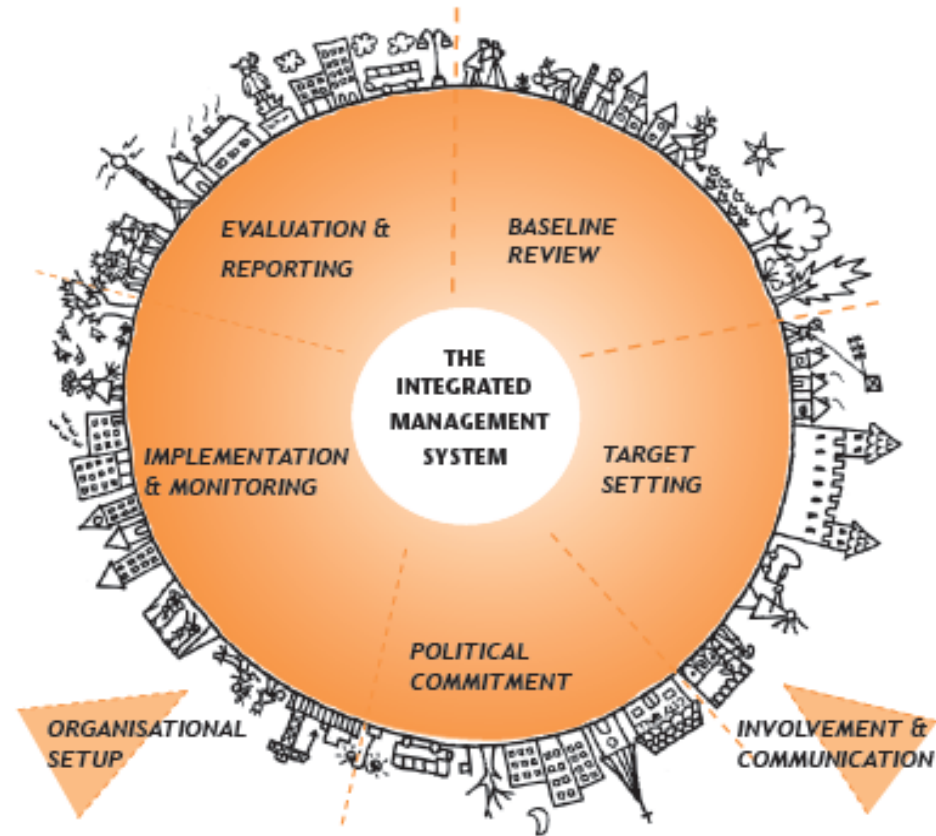 EVALUATION &
REPORTING
BASELINE
REVIEW
THE
INTEGRATED
MANAGEMENT
SYSTEM
IMPLEMENTATION
& MONITORING
TARGET
SETTING
POLITICAL
COMMITMENT
ORGANISATIONAL
SETUP
INVOLVEMENT &
COMMUNICATION